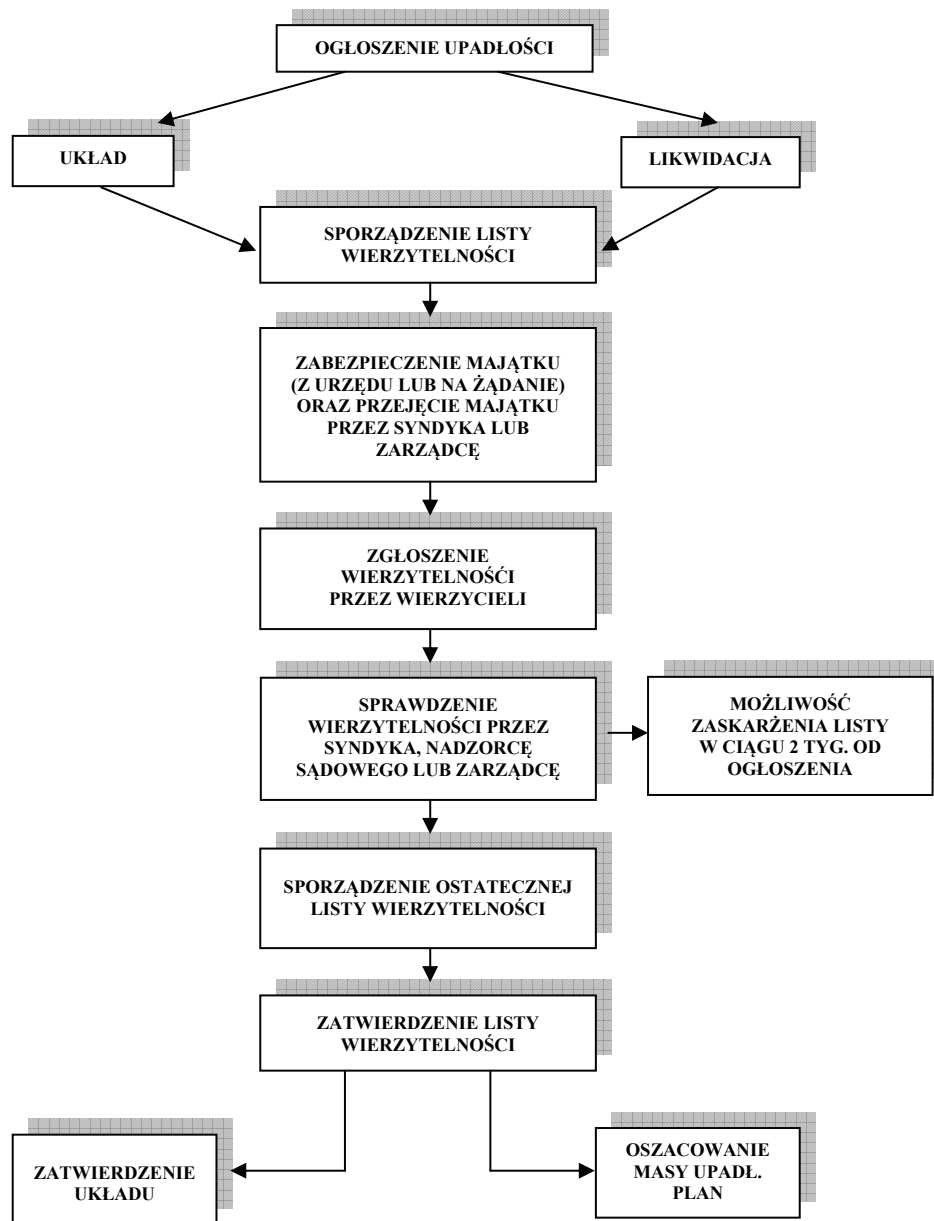 OGŁOSZENIE UPADŁOŚCI
UKŁAD
LIKWIDACJA
SPORZĄDZENIE LISTY
WIERZYTELNOŚCI
ZABEZPIECZENIE MAJĄTKU
(Z URZĘDU LUB NA ŻĄDANIE)
ORAZ PRZEJĘCIE MAJĄTKU
PRZEZ SYNDYKA LUB
ZARZĄDCĘ
ZGŁOSZENIE
WIERZYTELNOŚĆI
PRZEZ WIERZYCIELI
SPRAWDZENIE
WIERZYTELNOŚCI PRZEZ
SYNDYKA, NADZORCĘ
SĄDOWEGO LUB ZARZĄDCĘ
MOŻLIWOŚĆ
ZASKARŻENIA LISTY
W CIĄGU 2 TYG. OD
OGŁOSZENIA
SPORZĄDZENIE OSTATECZNEJ
LISTY WIERZYTELNOŚCI
ZATWIERDZENIE LISTY
WIERZYTELNOŚCI
ZATWIERDZENIE
UKŁADU
OSZACOWANIE
MASY UPADŁ.
PLAN